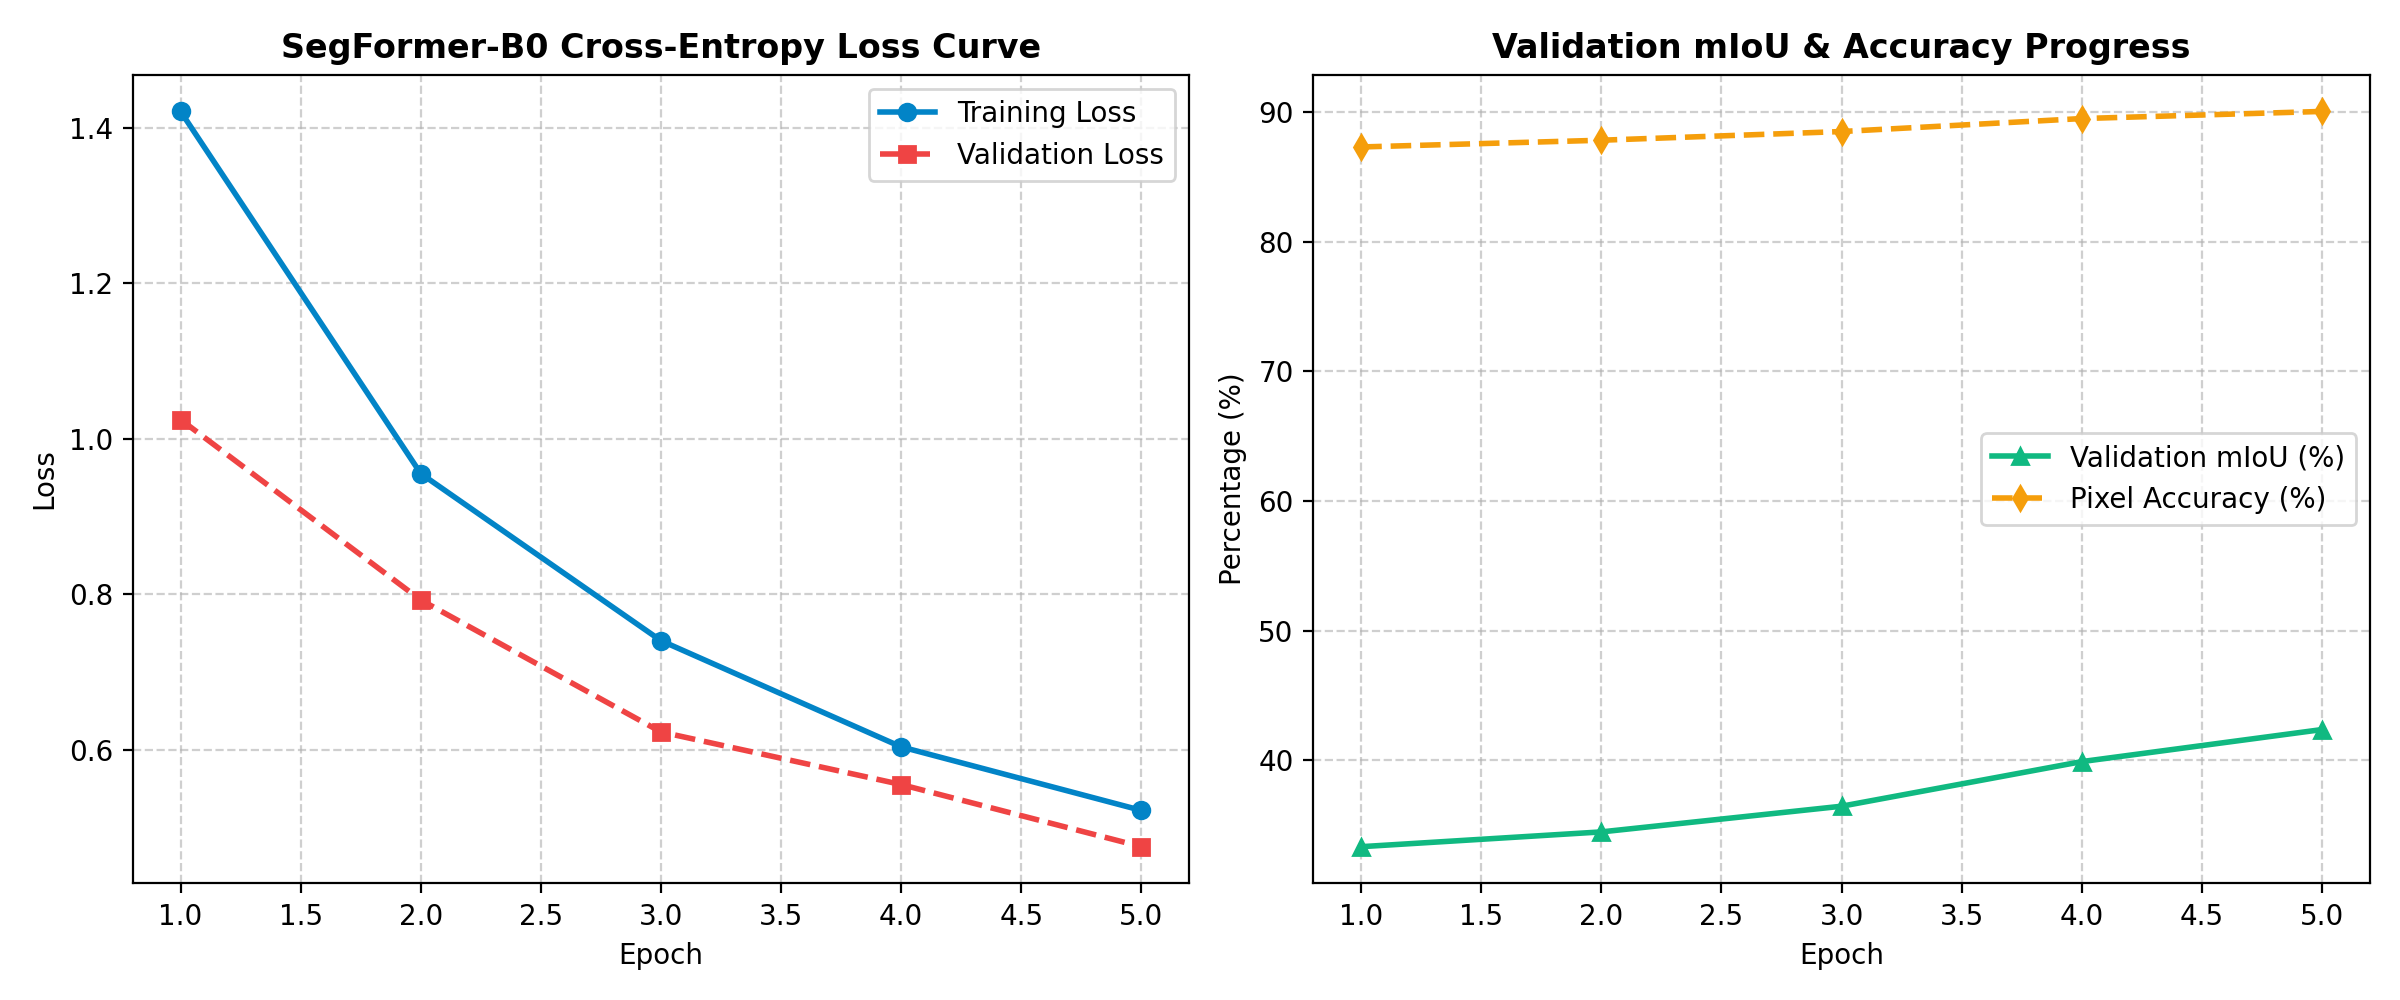 SegFormer-B0 Cross-Entropy Loss Curve
Training Loss
Validation Loss
1.4
1.2
1.0
0.8
0.6
Loss
1.0 1.5 2.0 2.5 3.0 3.5 4.0 4.5 5.0
Epoch
Validation mIoU & Accuracy Progress
90
80
70
60
50
40
Percentage (%)
Validation mIoU (%)
Pixel Accuracy (%)
1.0 1.5 2.0 2.5 3.0 3.5 4.0 4.5 5.0
Epoch